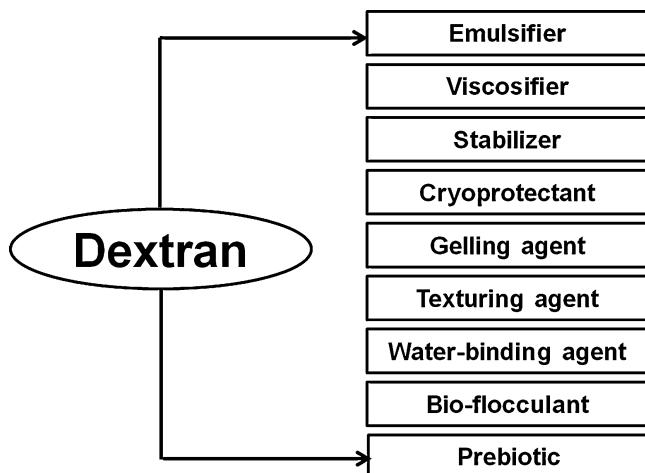 Emulsifier
Viscosifier
Stabilizer
Cryoprotectant
Dextran
Gelling agent
Texturing agent
Water-binding agent
Bio-flocculant
Prebiotic